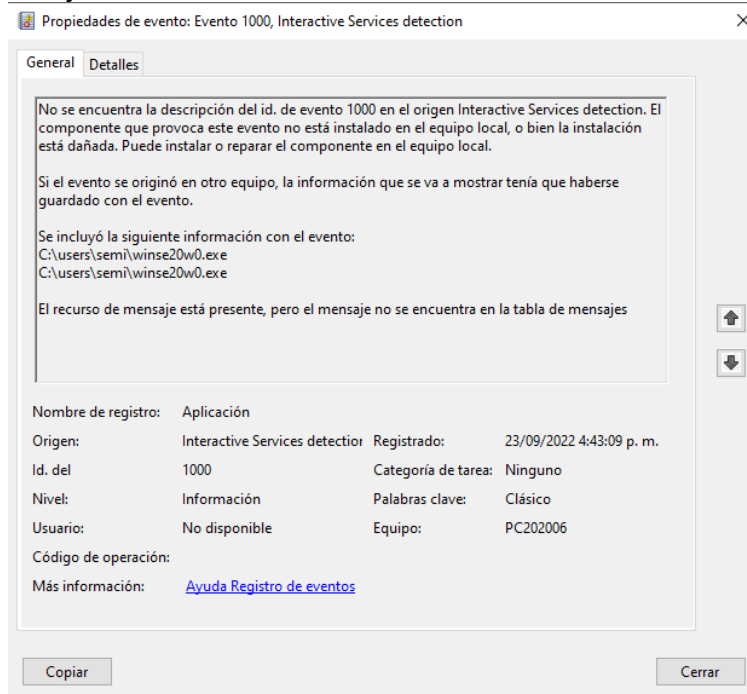 Propiedades de evento: Evento 1000, Interactive Services detection
General Detalles
No se encuentra la descripción del id. de evento 1000 en el origen Interactive Services detection. El
componente que provoca este evento no está instalado en el equipo local, o bien la instalación
está dañada. Puede instalar o reparar el componente en el equipo local.
Si el evento se originó en otro equipo, la información que se va a mostrar tenía que haberse
guardado con el evento.
Se incluyó la siguiente información con el evento:
C:\users\semi\winse20w0.exe
C:\users\semi\winse20w0.exe
El recurso de mensaje está presente, pero el mensaje no se encuentra en la tabla de mensajes
Nombre de registro: Aplicación
Origen: Interactive Services detection Registrado: 23/09/2022 4:43:09 p. m.
Id. del 1000 Categoría de tarea: Ninguno
Nivel: Información Palabras clave: Clásico
Usuario: No disponible Equipo: PC202006
Código de operación:
Más información: Ayuda Registro de eventos
Copiar Cerrar